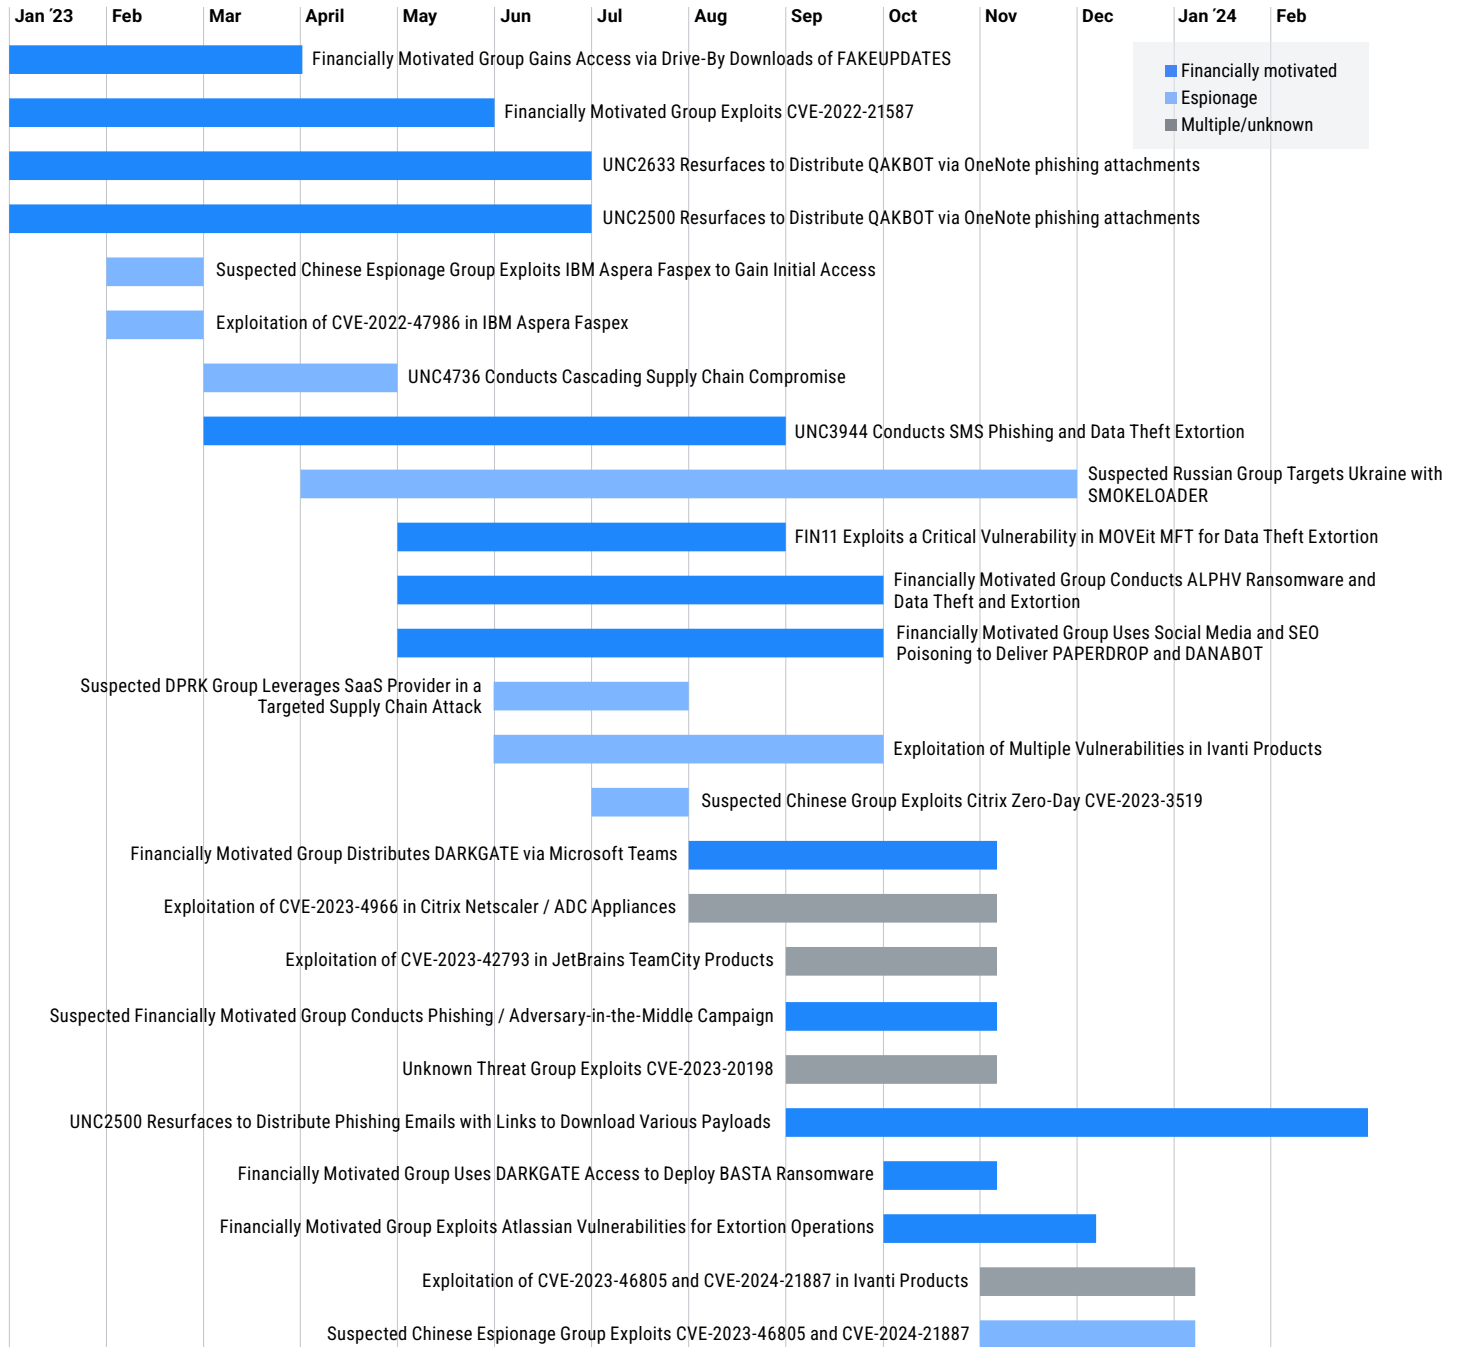 Jan ’23 Feb Mar April May Jun Jul Aug Sep Oct Nov Dec Jan ’24 Feb
Financially motivated
Espionage
Multiple/unknown
Financially Motivated Group Gains Access via Drive-By Downloads of FAKEUPDATES
Financially Motivated Group Exploits CVE-2022-21587
UNC2633 Resurfaces to Distribute QAKBOT via OneNote phishing attachments
UNC2500 Resurfaces to Distribute QAKBOT via OneNote phishing attachments
Suspected Chinese Espionage Group Exploits IBM Aspera Faspex to Gain Initial Access
Exploitation of CVE-2022-47986 in IBM Aspera Faspex
UNC4736 Conducts Cascading Supply Chain Compromise
UNC3944 Conducts SMS Phishing and Data Theft Extortion
Suspected Russian Group Targets Ukraine with
SMOKELOADER
FIN11 Exploits a Critical Vulnerability in MOVEit MFT for Data Theft Extortion
Financially Motivated Group Conducts ALPHV Ransomware and
Data Theft and Extortion
Financially Motivated Group Uses Social Media and SEO
Poisoning to Deliver PAPERDROP and DANABOT
Suspected DPRK Group Leverages SaaS Provider in a
Targeted Supply Chain Attack
Exploitation of Multiple Vulnerabilities in Ivanti Products
Suspected Chinese Group Exploits Citrix Zero-Day CVE-2023-3519
Financially Motivated Group Distributes DARKGATE via Microsoft Teams
Exploitation of CVE-2023-4966 in Citrix Netscaler / ADC Appliances
Exploitation of CVE-2023-42793 in JetBrains TeamCity Products
Suspected Financially Motivated Group Conducts Phishing / Adversary-in-the-Middle Campaign
Unknown Threat Group Exploits CVE-2023-20198
UNC2500 Resurfaces to Distribute Phishing Emails with Links to Download Various Payloads
Financially Motivated Group Uses DARKGATE Access to Deploy BASTA Ransomware
Financially Motivated Group Exploits Atlassian Vulnerabilities for Extortion Operations
Exploitation of CVE-2023-46805 and CVE-2024-21887 in Ivanti Products
Suspected Chinese Espionage Group Exploits CVE-2023-46805 and CVE-2024-21887